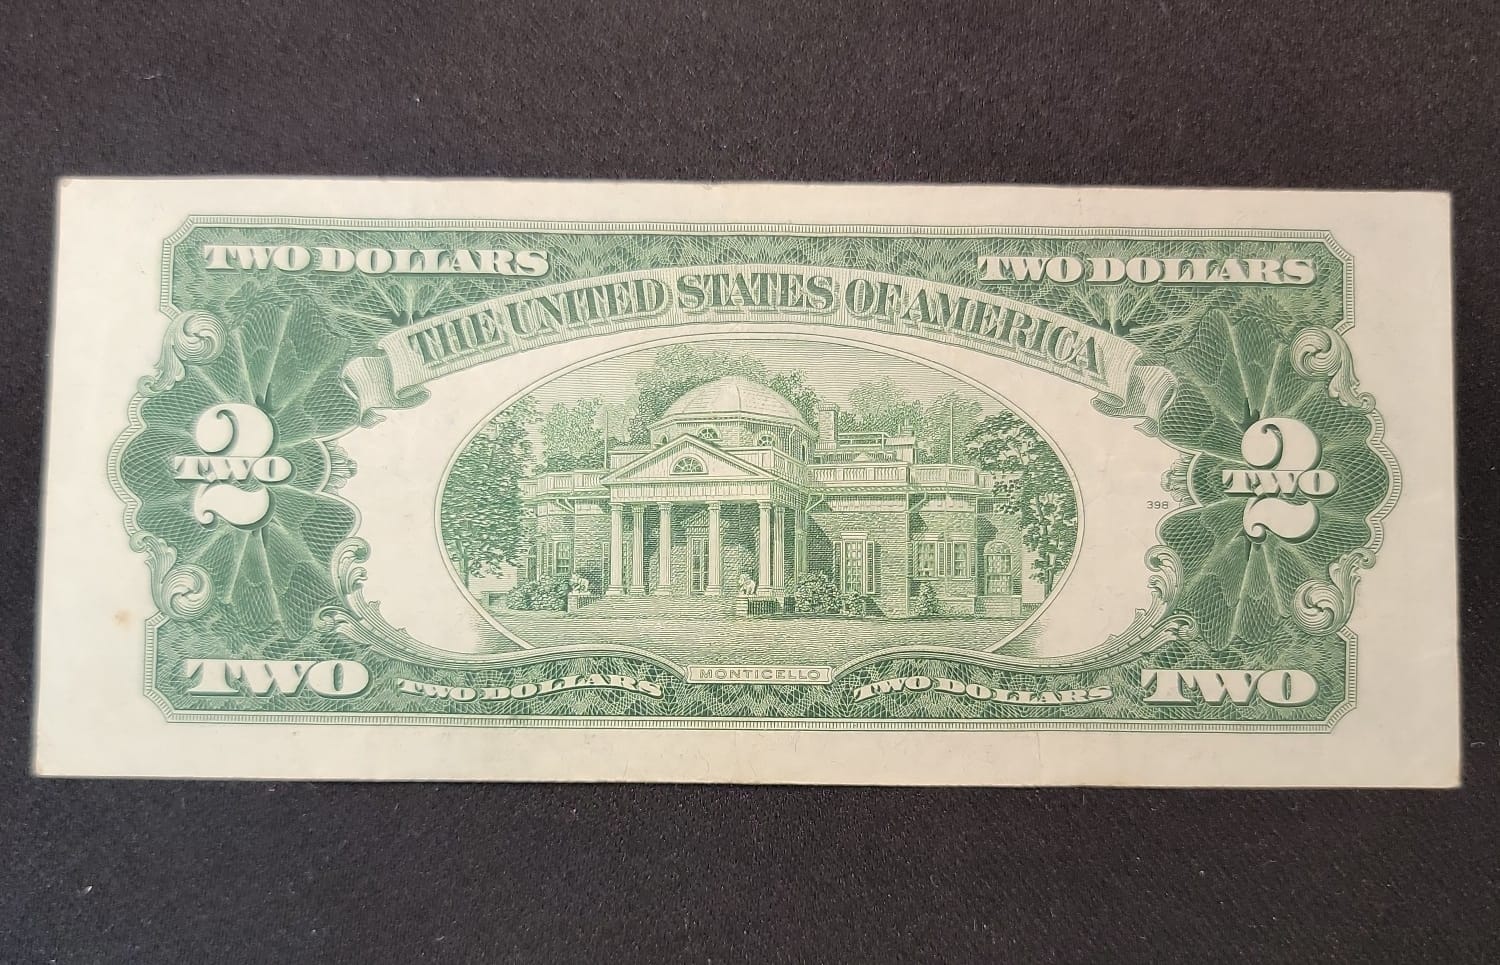 TWO DOLLARS TWO DOLLARS
THE UNITED STATES OF AMERICA
2 TWO 2 TWO
398
MONTICELLO
TWO TWO DOLLARS TWO DOLLARS TWO